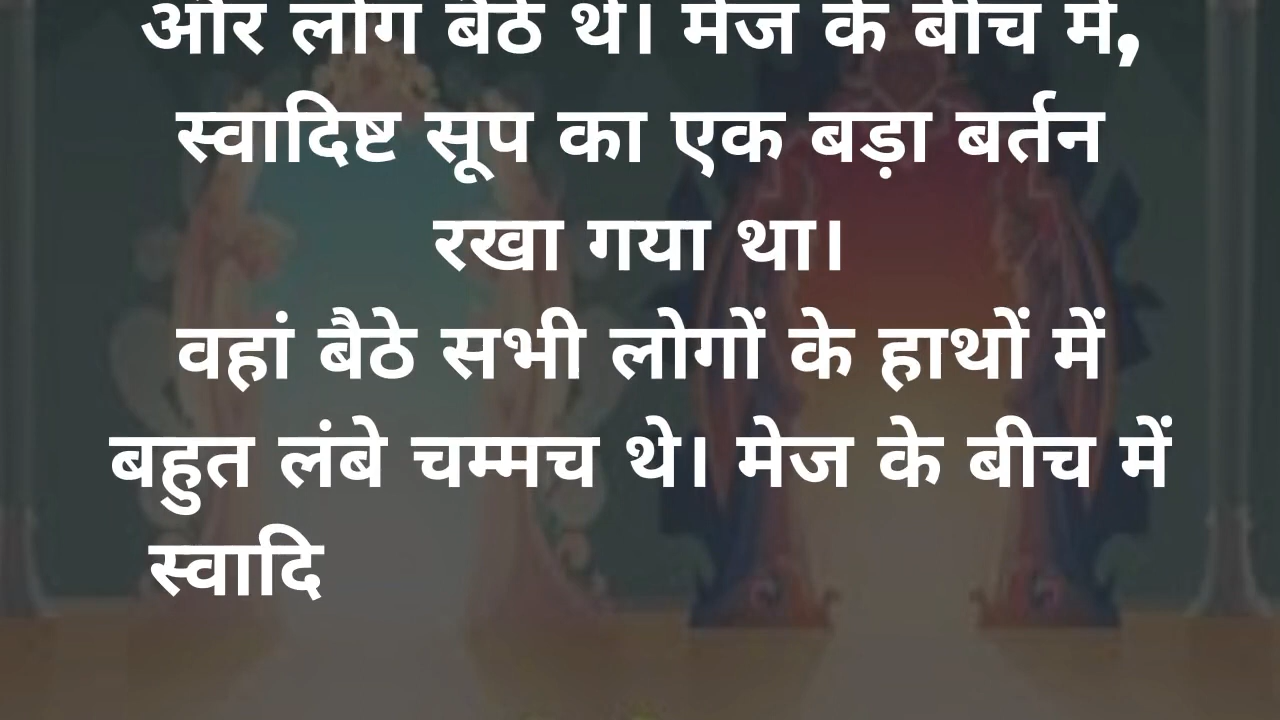 और लोग बैठे थे। मेज के बीच में,
स्वादिष्ट सूप का एक बड़ा बर्तन
रखा गया था।
वहां बैठे सभी लोगों के हाथों में
बहुत लंबे चम्मच थे। मेज के बीच में
स्वादि